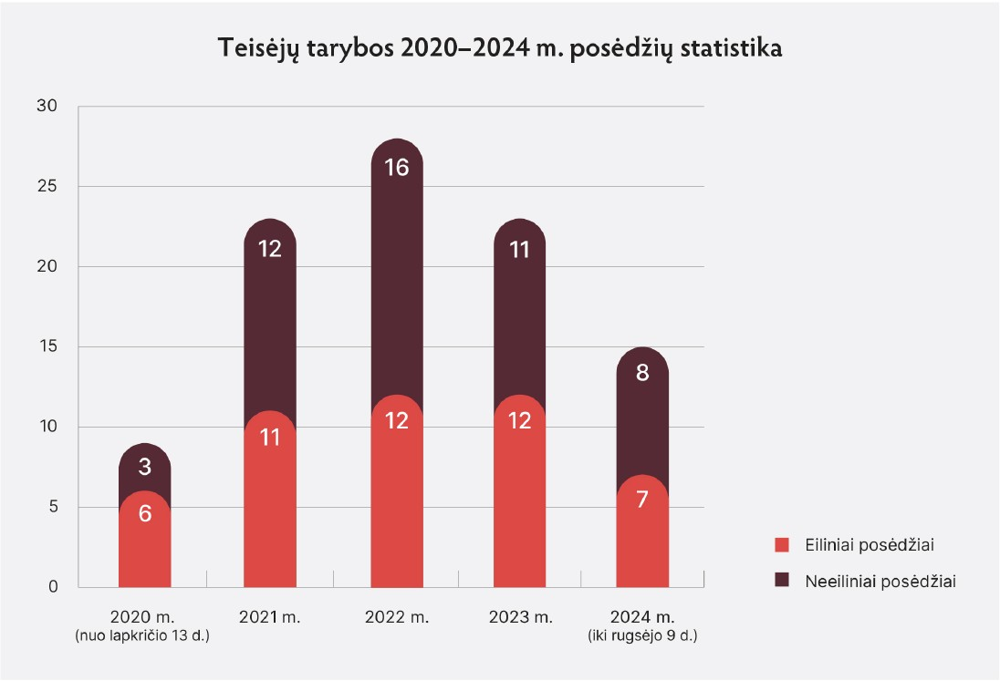 Teisėjų tarybos 2020–2024 m. posėdžių statistika
30
25
20
15
10
5
0
3
6
12
11
16
12
11
12
8
7
2020 m.
(nuo lapkričio 13 d.)
2021 m.
2022 m.
2023 m.
2024 m.
(iki rugsėjo 9 d.)
Eiliniai posėdžiai
Neeiliniai posėdžiai